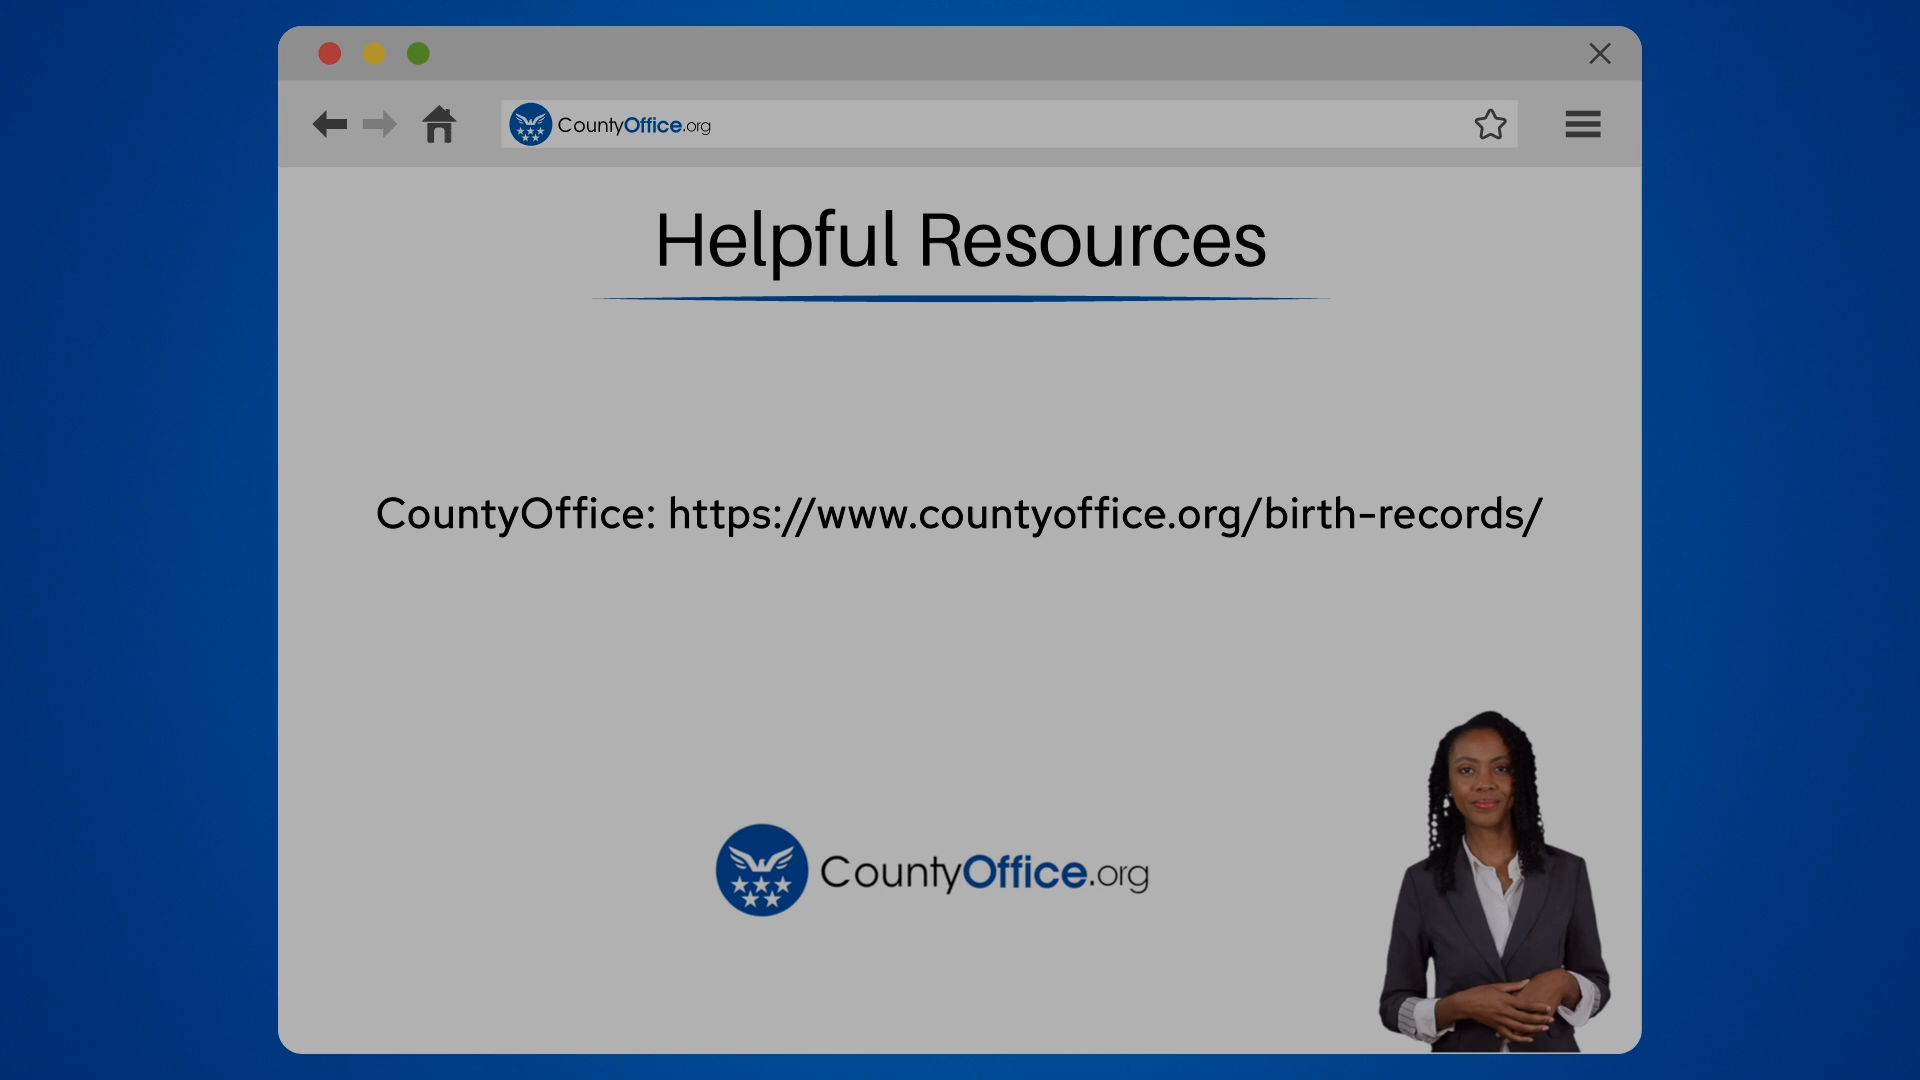 CountyOffice.org
Helpful Resources
CountyOffice: https://www.countyoffice.org/birth-records/
CountyOffice.org